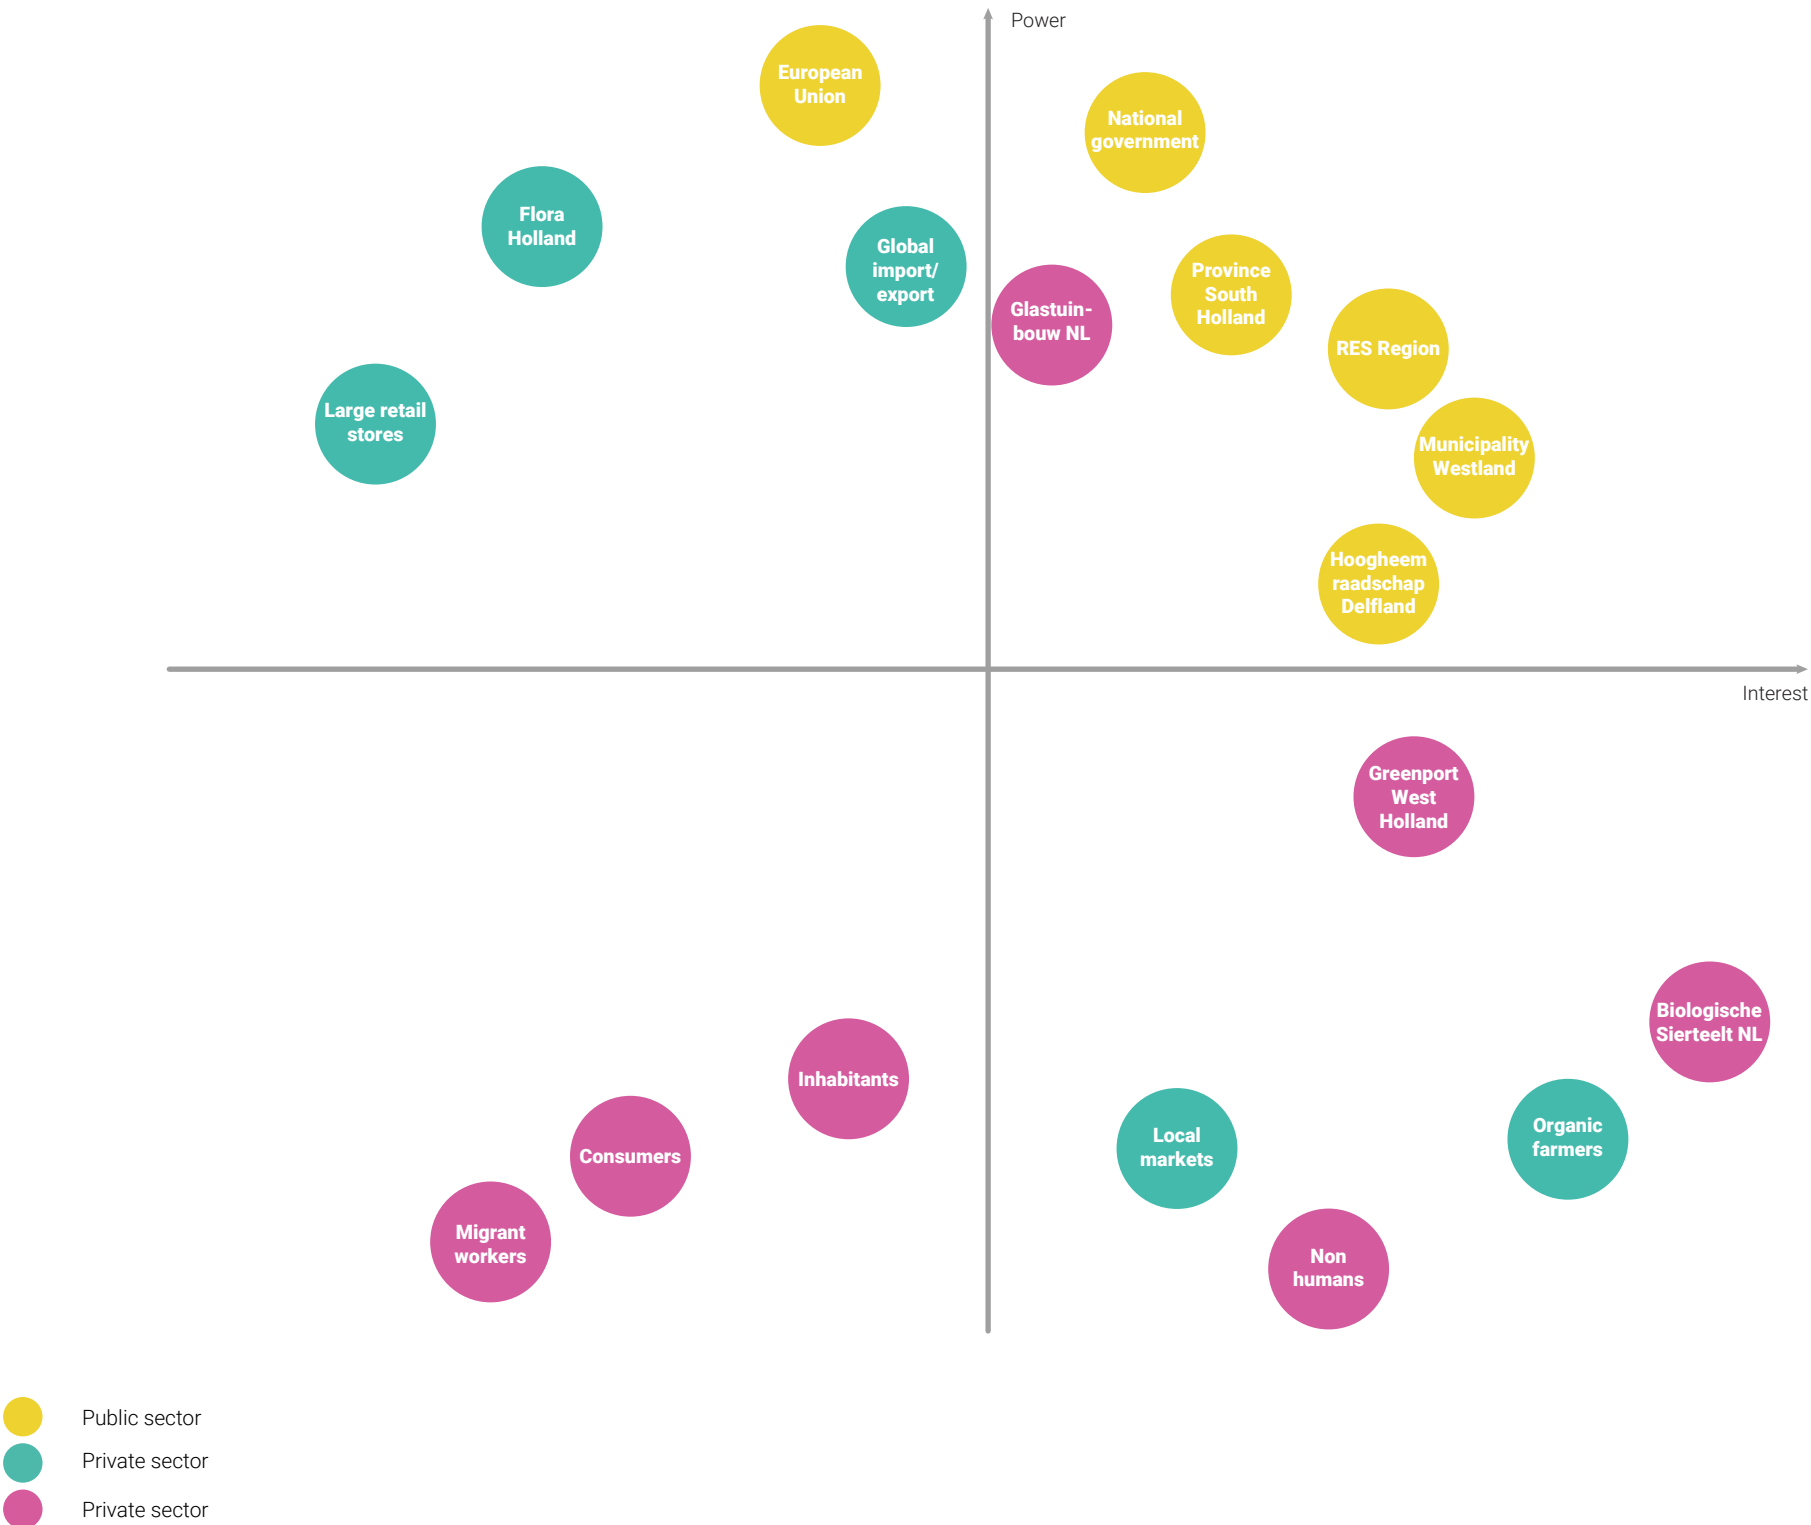 Power
European
Union
National
government
Flora
Holland
Global
import/
export
Province
South
Holland
Glastuin-
bouw NL
RES Region
Large retail
stores
Municipality
Westland
Hoogheem
raadschap
Delfland
Interest
Greenport
West
Holland
Biologische
Sierteelt NL
Inhabitants
Local
markets
Organic
farmers
Consumers
Migrant
workers
Non
humans
Public sector
Private sector
Private sector